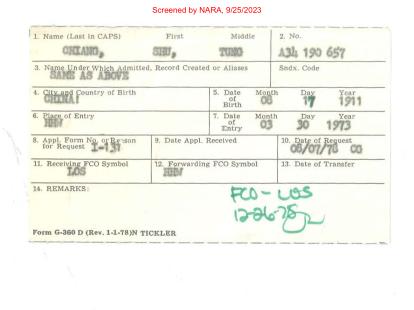 Screened by NARA, 9/25/2023
1. Name (Last in CAPS) First Middle 2. No.
CHIANG, SHU, TUNG A34 190 657
3. Name Under Which Admitted, Record Created or Aliases Sndx. Code
SAME AS ABOVE
4. City and Country of Birth 5. Date of Birth Month Day Year
CHINA! 08 17 1911
6. Place of Entry 7. Date of Entry Month Day Year
HHW 03 30 1973
8. Appl. Form No. or Reason for Request 9. Date Appl. Received 10. Date of Request
I-131 08/07/78 CC
11. Receiving FCO Symbol 12. Forwarding FCO Symbol 13. Date of Transfer
LOS HHW
14. REMARKS:
FCO - LOS
12-26-78
Form G-360 D (Rev. 1-1-78)N TICKLER